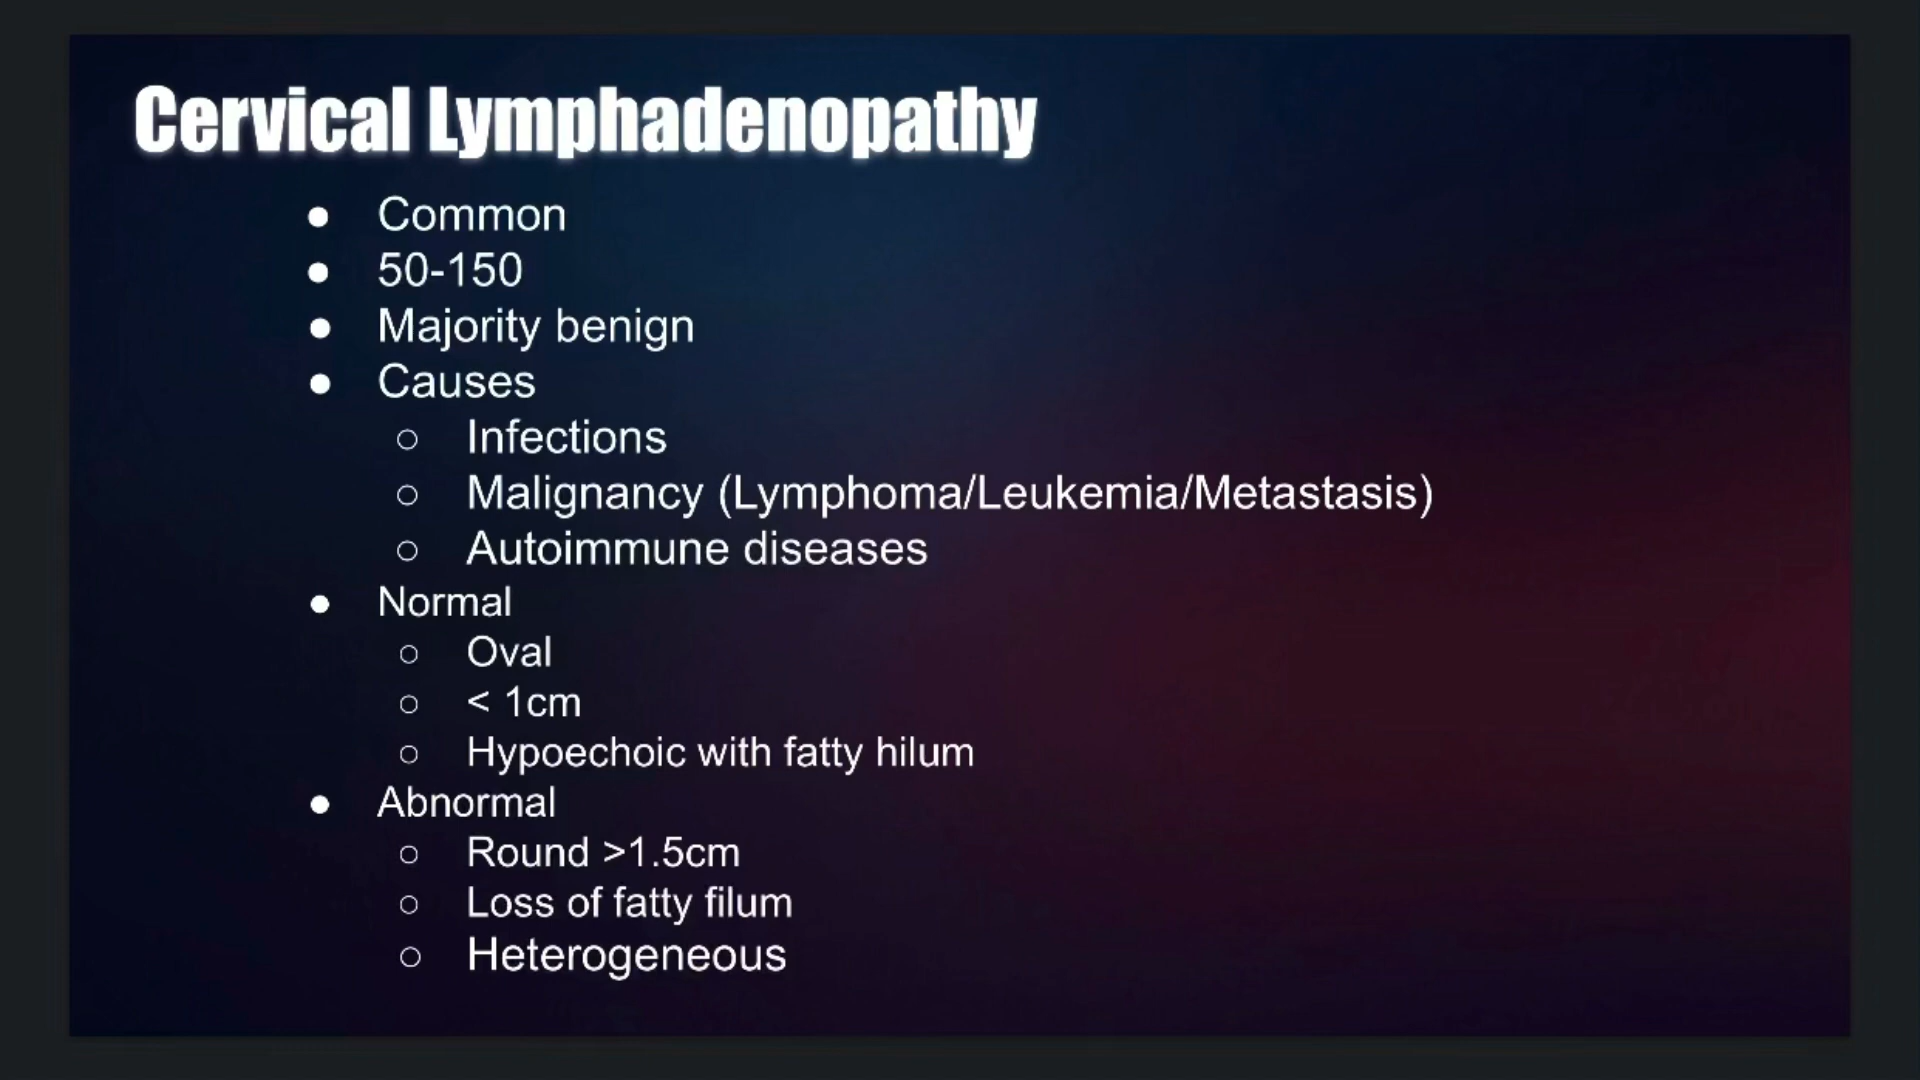 Cervical Lymphadenopathy
● Common
● 50-150
● Majority benign
● Causes
○ Infections
○ Malignancy (Lymphoma/Leukemia/Metastasis)
○ Autoimmune diseases
● Normal
○ Oval
○ < 1cm
○ Hypoechoic with fatty hilum
● Abnormal
○ Round >1.5cm
○ Loss of fatty filum
○ Heterogeneous